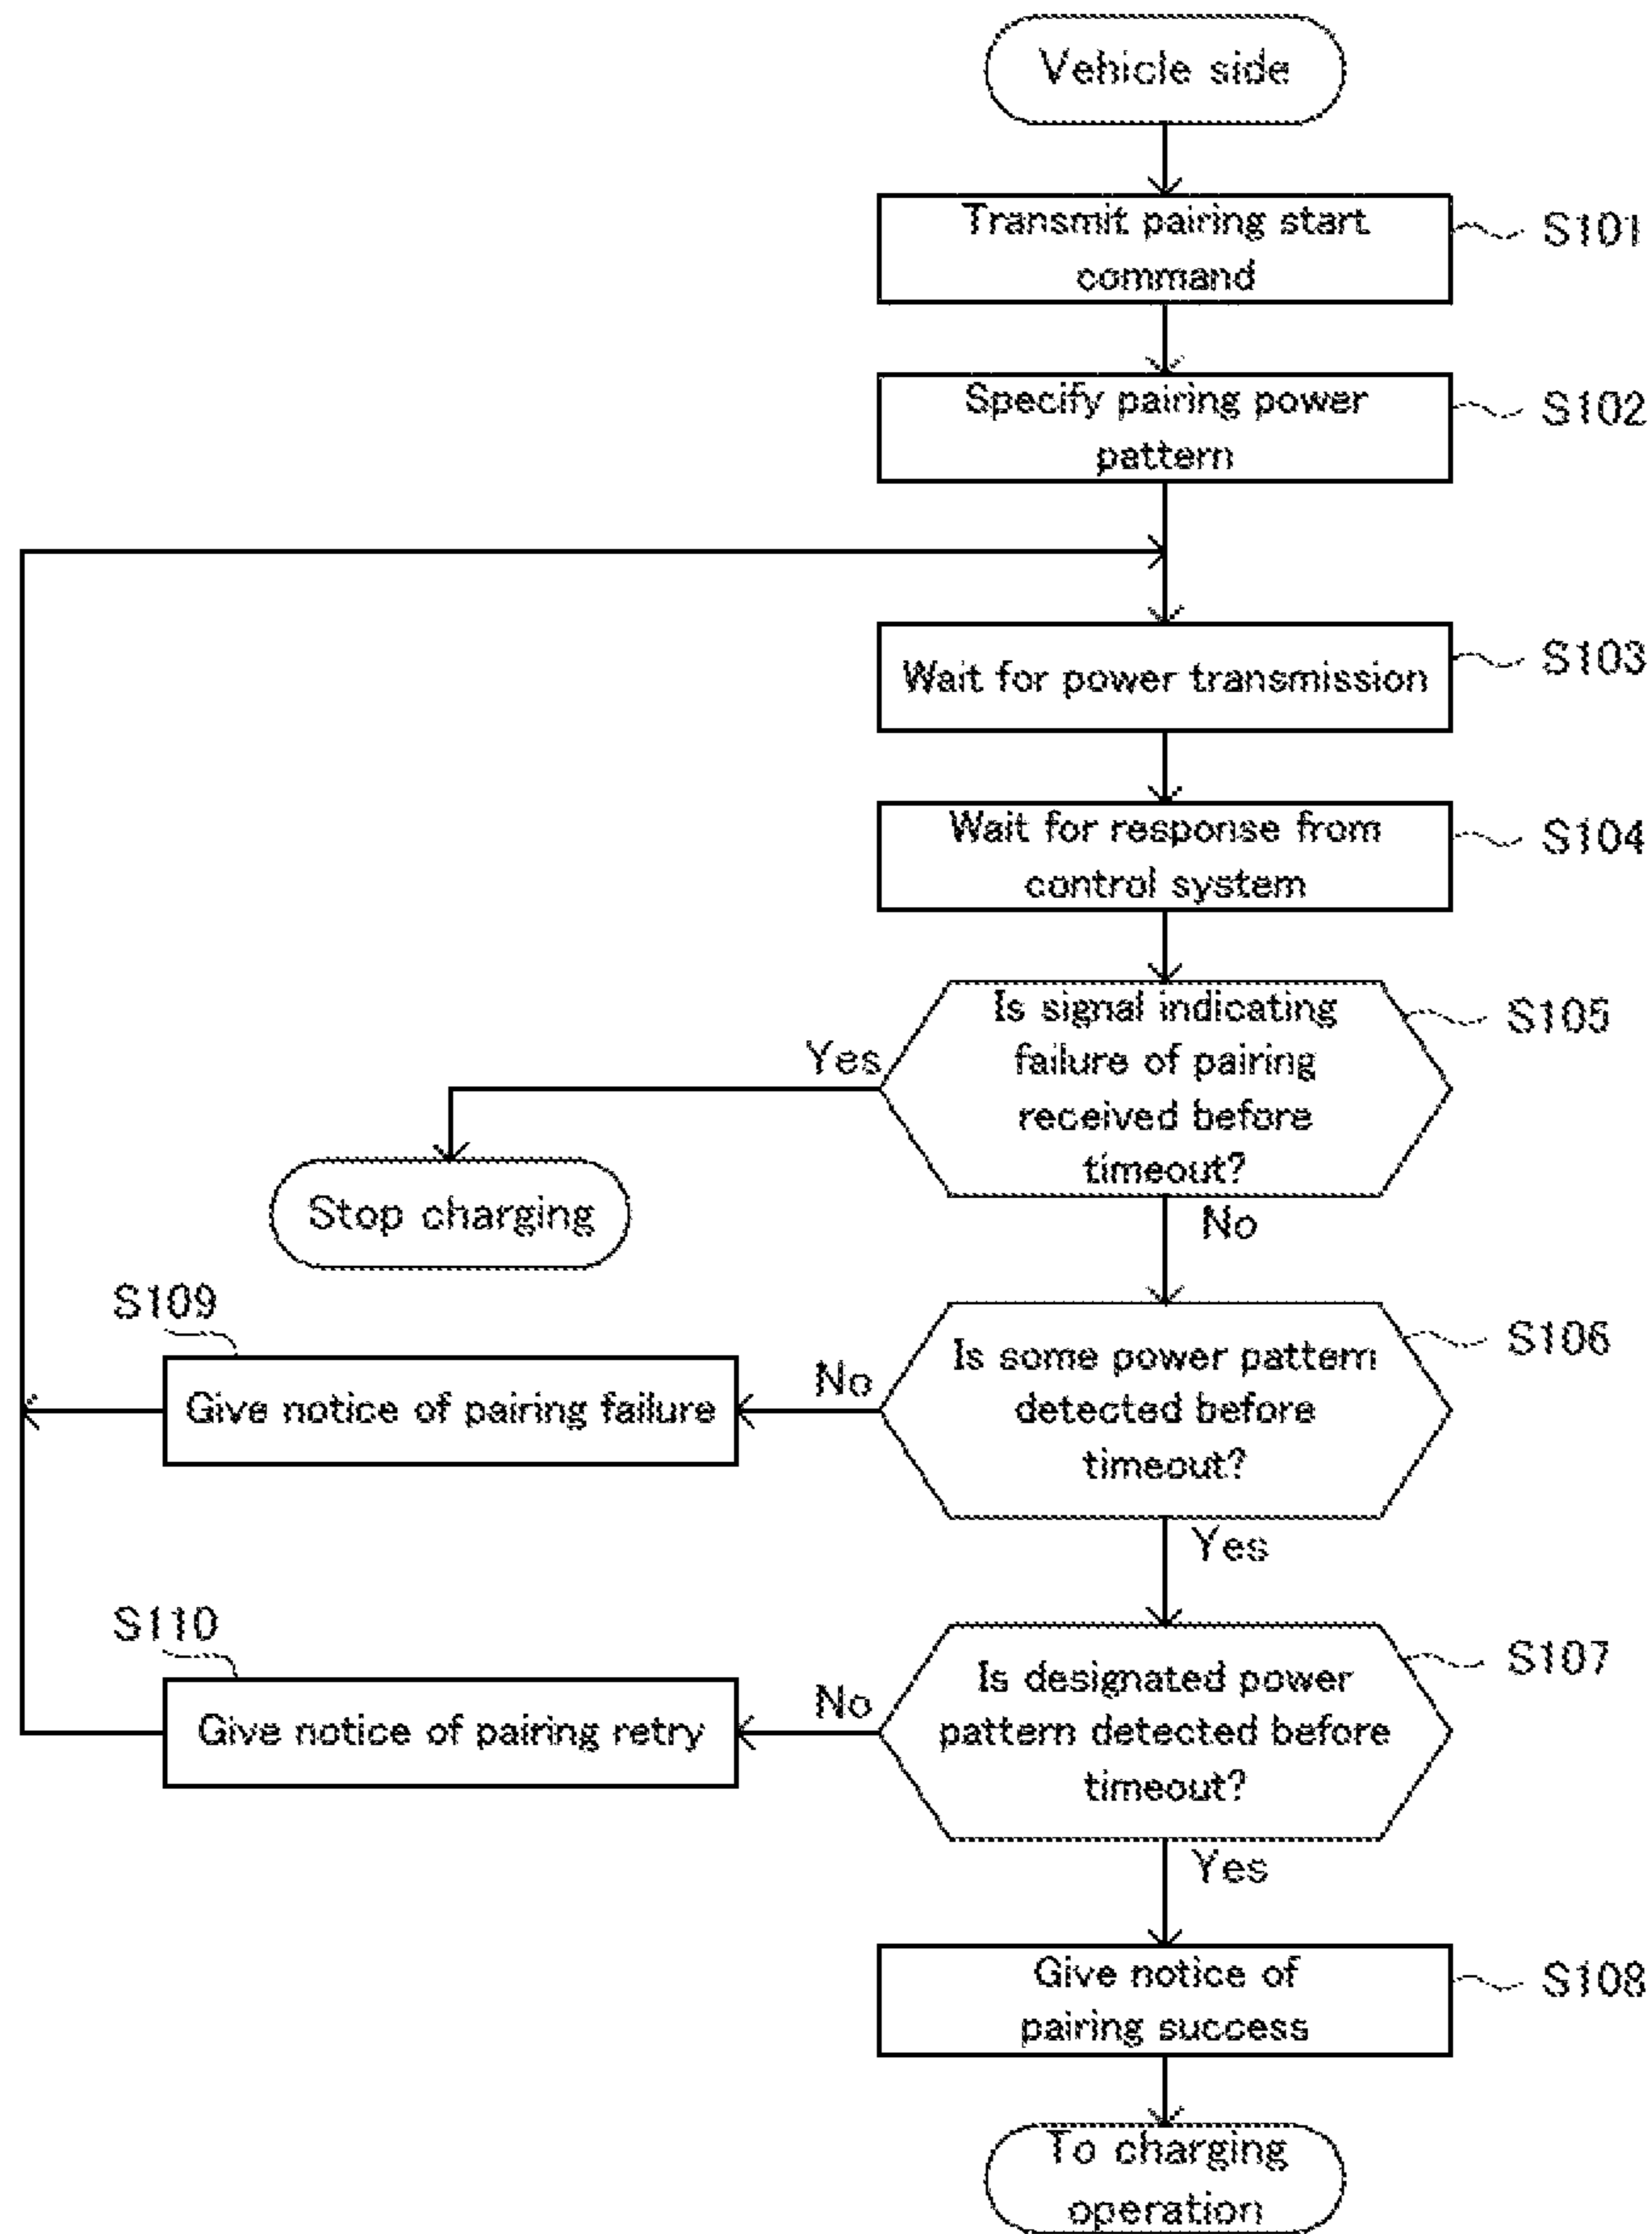 Vehicle side
Transmit pairing start
command
S101
Specify pairing power
pattern
S102
Wait for power transmission
S103
Wait for response from
control system
S104
Is signal indicating
failure of pairing
received before
timeout?
S105
Yes
Stop charging
No
Is some power pattern
detected before
timeout?
S106
No
S109
Give notice of pairing failure
Yes
Is designated power
pattern detected before
timeout?
S107
No
S110
Give notice of pairing retry
Yes
Give notice of
pairing success
S108
To charging
operation